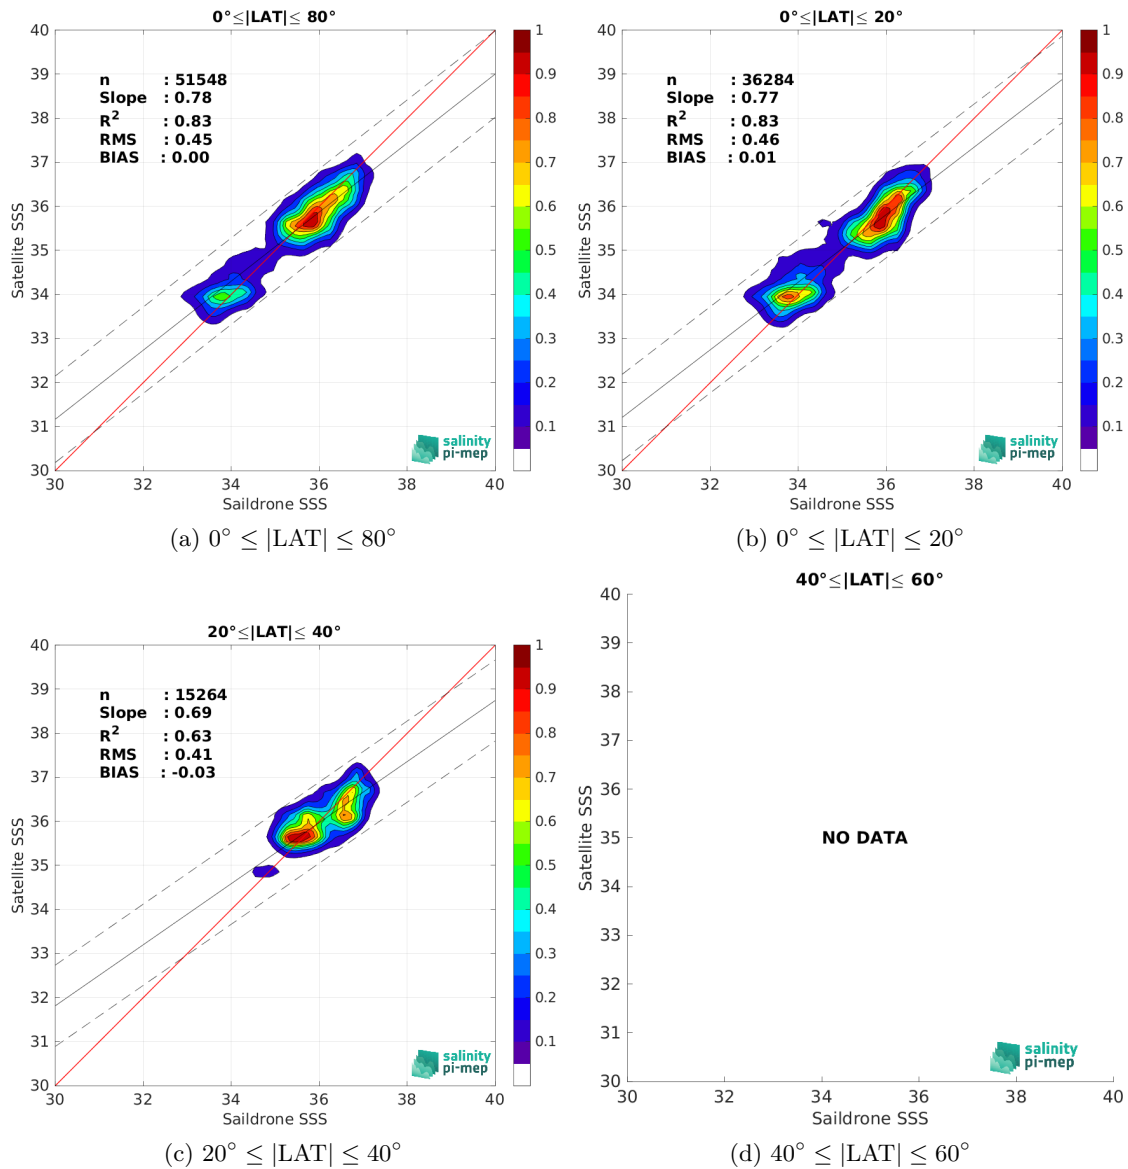 0°≤|LAT|≤ 80°
40
39
38
37
36
35
34
33
32
31
30
Satellite SSS
n : 51548
Slope : 0.78
R² : 0.83
RMS : 0.45
BIAS : 0.00
salinity
pi-mep
30 32 34 36 38 40
Saildrone SSS
1
0.9
0.8
0.7
0.6
0.5
0.4
0.3
0.2
0.1
(a) 0° ≤ |LAT| ≤ 80°
0°≤|LAT|≤ 20°
40
39
38
37
36
35
34
33
32
31
30
Satellite SSS
n : 36284
Slope : 0.77
R² : 0.83
RMS : 0.46
BIAS : 0.01
salinity
pi-mep
30 32 34 36 38 40
Saildrone SSS
1
0.9
0.8
0.7
0.6
0.5
0.4
0.3
0.2
0.1
(b) 0° ≤ |LAT| ≤ 20°
20°≤|LAT|≤ 40°
40
39
38
37
36
35
34
33
32
31
30
Satellite SSS
n : 15264
Slope : 0.69
R² : 0.63
RMS : 0.41
BIAS : -0.03
salinity
pi-mep
30 32 34 36 38 40
Saildrone SSS
1
0.9
0.8
0.7
0.6
0.5
0.4
0.3
0.2
0.1
(c) 20° ≤ |LAT| ≤ 40°
40°≤|LAT|≤ 60°
40
39
38
37
36
35
34
33
32
31
30
Satellite SSS
NO DATA
salinity
pi-mep
30 32 34 36 38 40
Saildrone SSS
(d) 40° ≤ |LAT| ≤ 60°